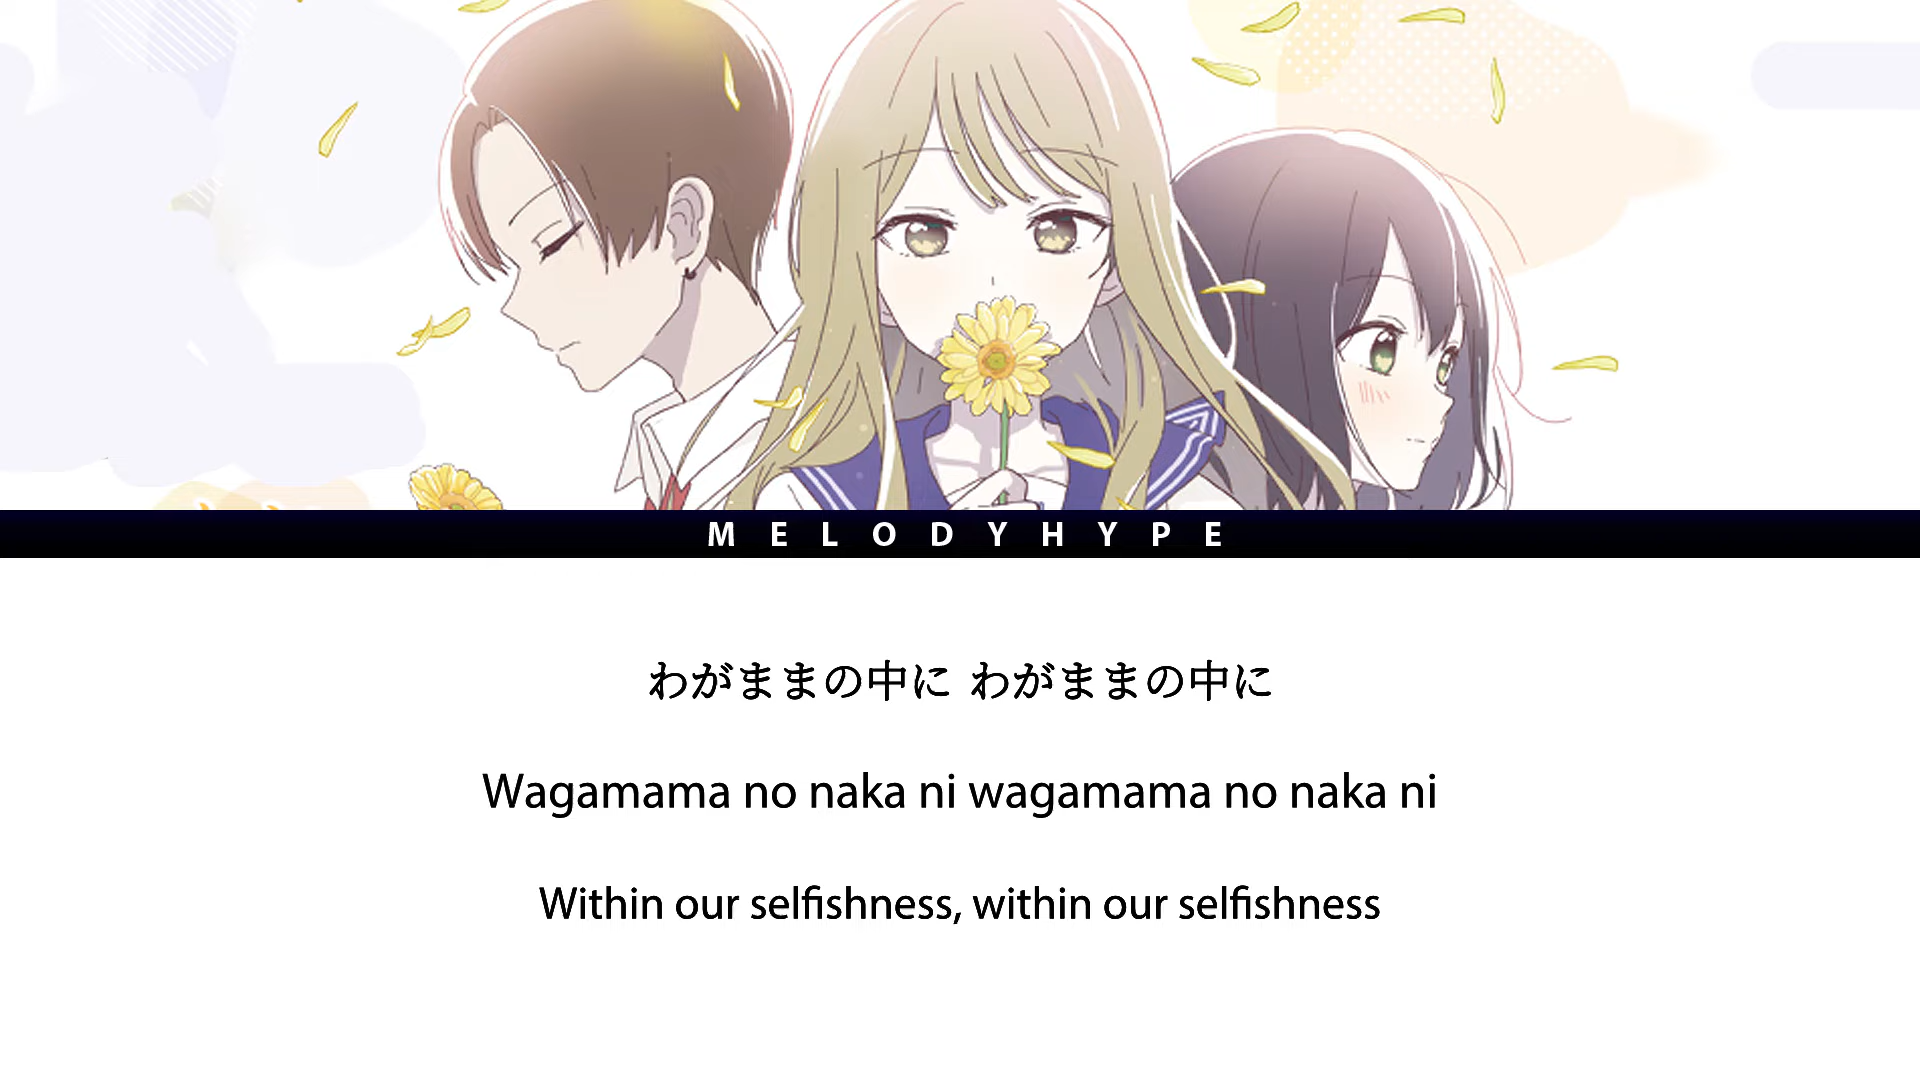 MELODYHYPE
わがままの中に わがままの中に
Wagamama no naka ni wagamama no naka ni
Within our selfishness, within our selfishness